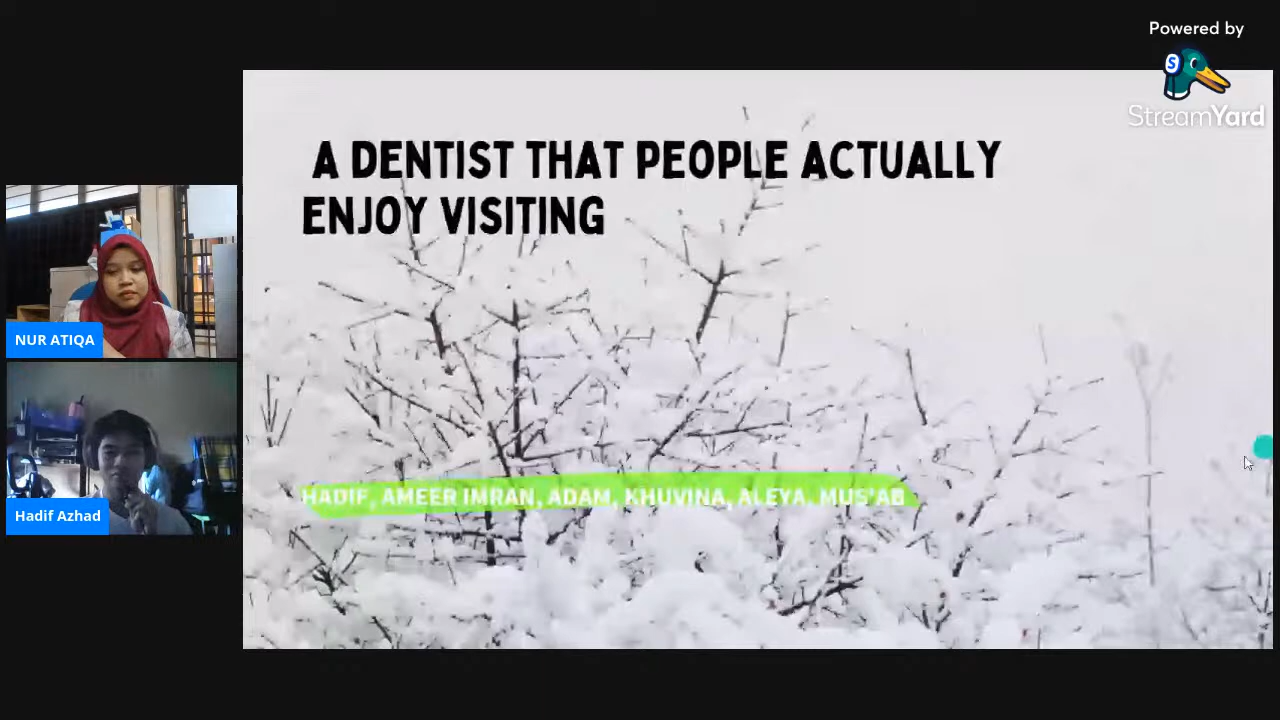 Powered by
S
StreamYard
A DENTIST THAT PEOPLE ACTUALLY
ENJOY VISITING
NUR ATIQA
HADIF, AMEER IMRAN, ADAM, KHUVINA, ALEYA, MUS'AB
Hadif Azhad